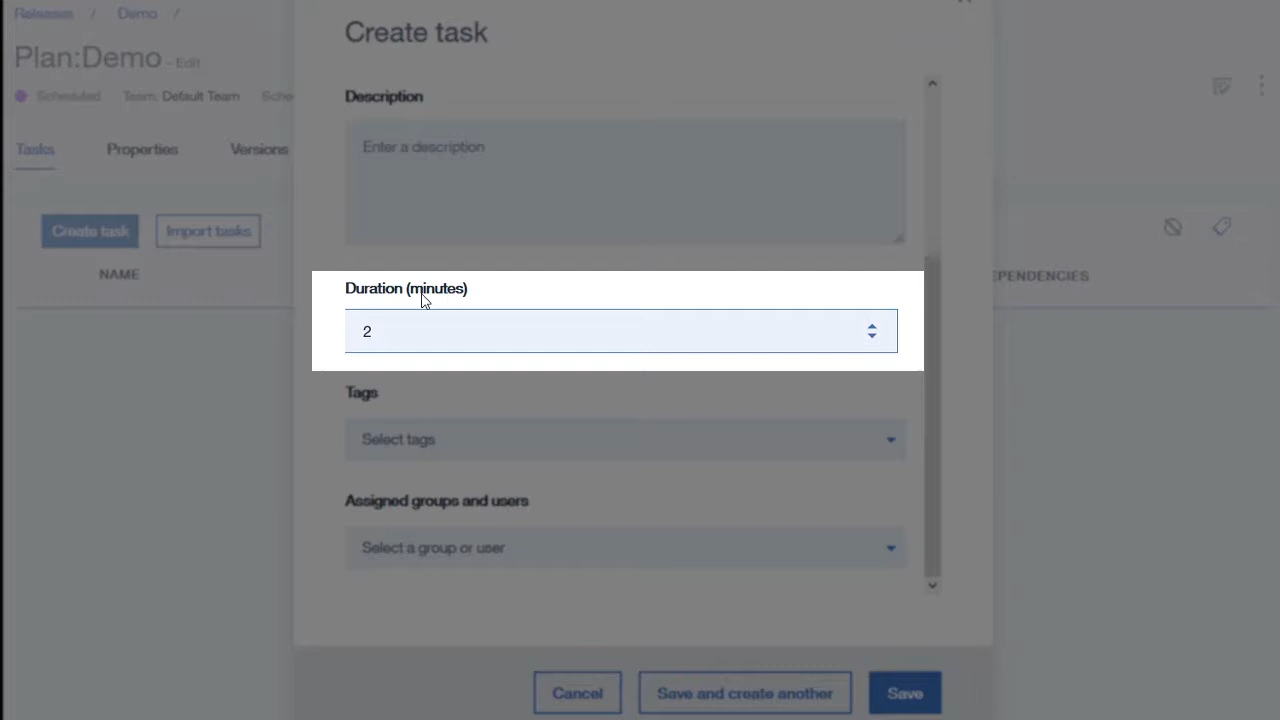 Releases / Demo /
Plan:Demo - Edit
Scheduled Team: Default Team Sche
Tasks Properties Versions
Create task Import tasks
NAME
EPENDENCIES
Create task
Description
Enter a description
Duration (minutes)
2
Tags
Select tags
Assigned groups and users
Select a group or user
Cancel Save and create another Save